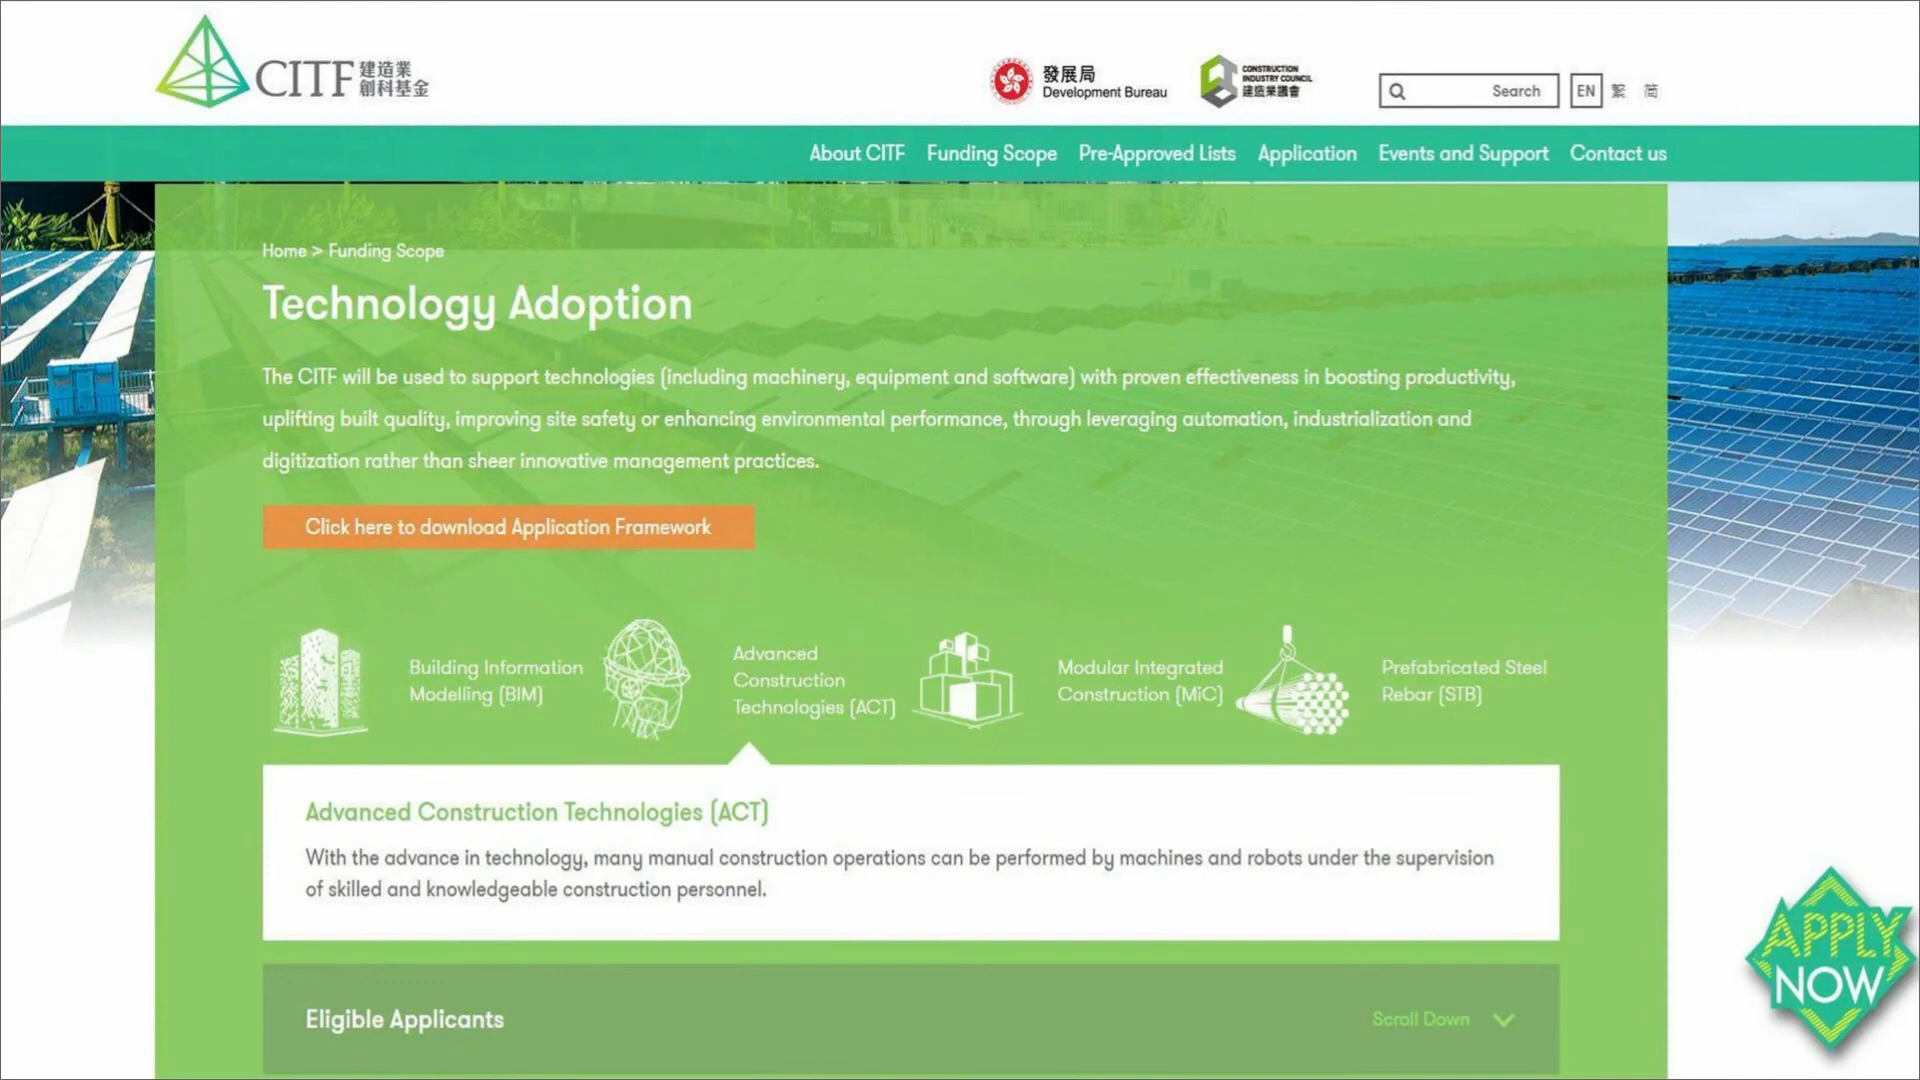 CITF 建造業
創科基金
發展局
Development Bureau
CONSTRUCTION
INDUSTRY COUNCIL
建造業議會
Search
EN 繁 简
About CITF Funding Scope Pre-Approved Lists Application Events and Support Contact us
Home > Funding Scope
Technology Adoption
The CITF will be used to support technologies (including machinery, equipment and software) with proven effectiveness in boosting productivity,
uplifting built quality, improving site safety or enhancing environmental performance, through leveraging automation, industrialization and
digitization rather than sheer innovative management practices.
Click here to download Application Framework
Building Information
Modelling (BIM)
Advanced
Construction
Technologies (ACT)
Modular Integrated
Construction (MiC)
Prefabricated Steel
Rebar (STB)
Advanced Construction Technologies (ACT)
With the advance in technology, many manual construction operations can be performed by machines and robots under the supervision
of skilled and knowledgeable construction personnel.
Eligible Applicants
Scroll Down
APPLY
NOW